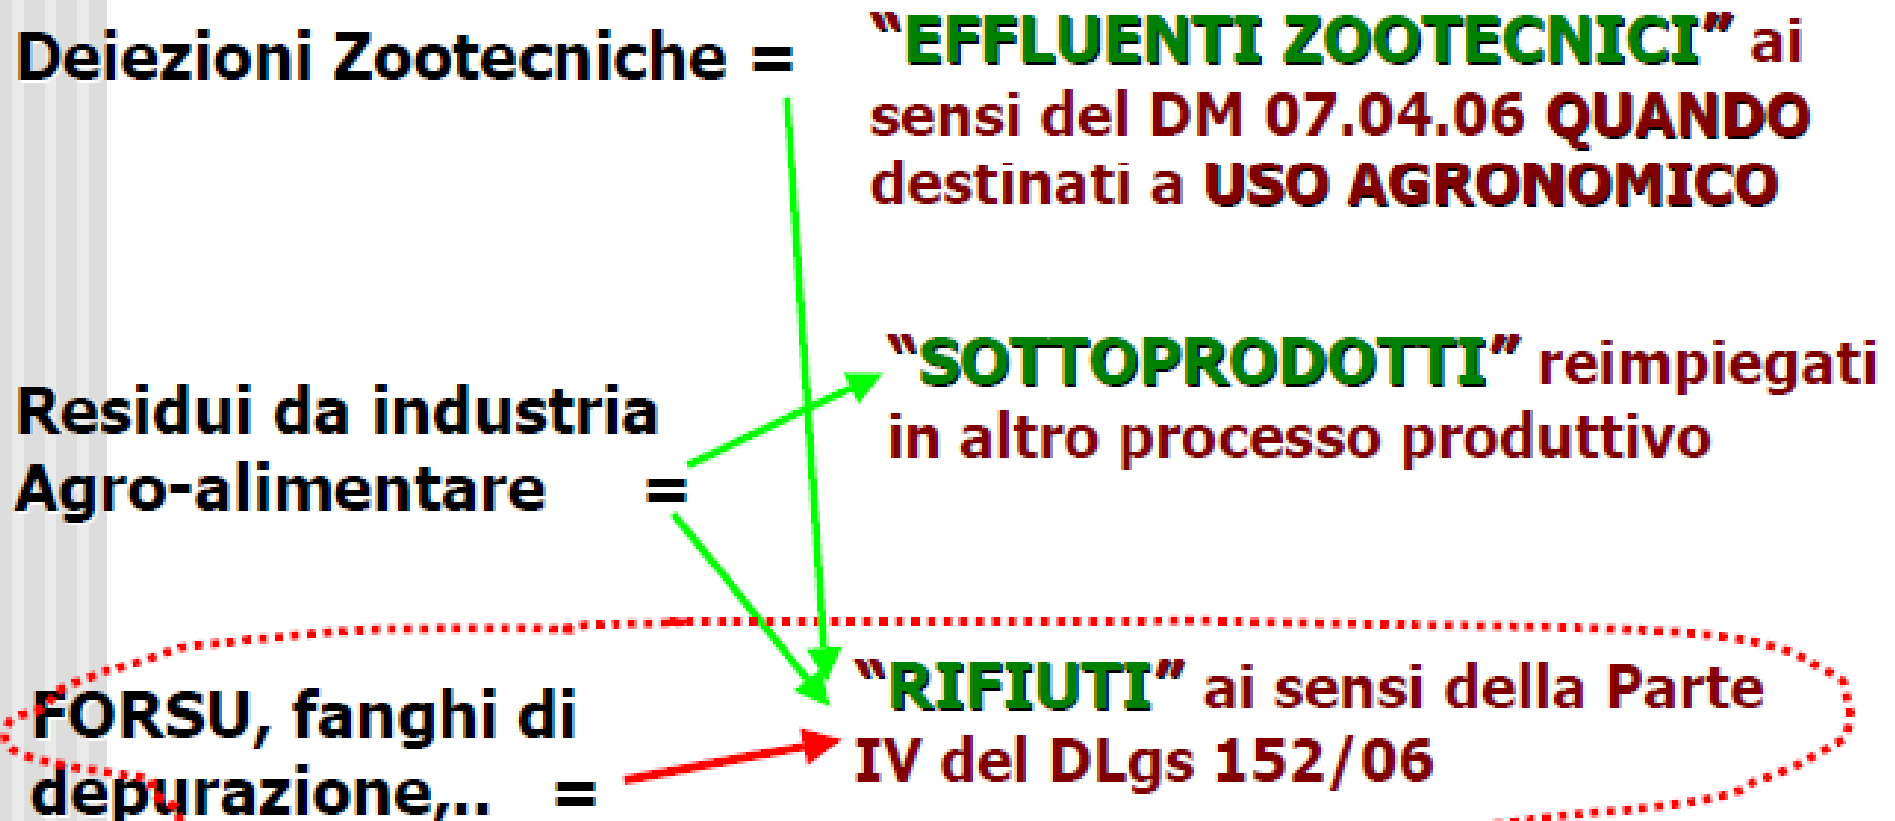 Deiezioni Zootecniche =
“EFFLUENTI ZOOTECNICI” ai
sensi del DM 07.04.06 QUANDO
destinati a USO AGRONOMICO
Residui da industria
Agro-alimentare =
“SOTTOPRODOTTI” reimpiegati
in altro processo produttivo
FORSU, fanghi di
depurazione,.. =
“RIFIUTI” ai sensi della Parte
IV del DLgs 152/06